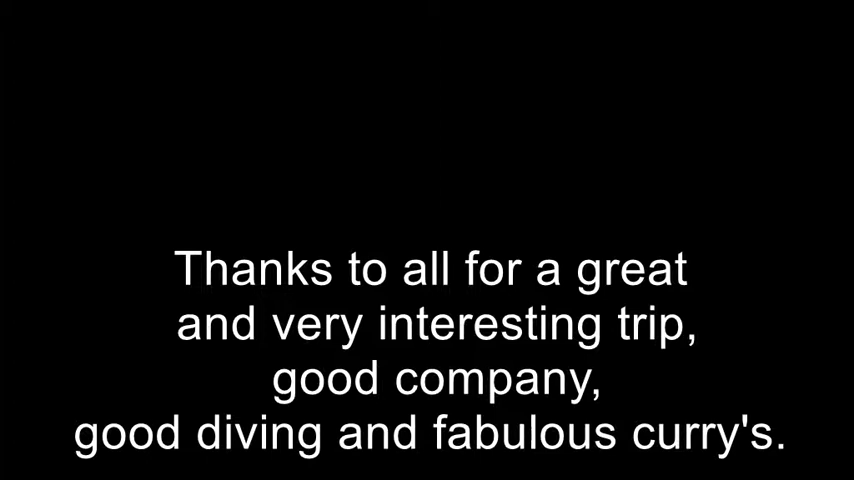 Thanks to all for a great
and very interesting trip,
good company,
good diving and fabulous curry's.